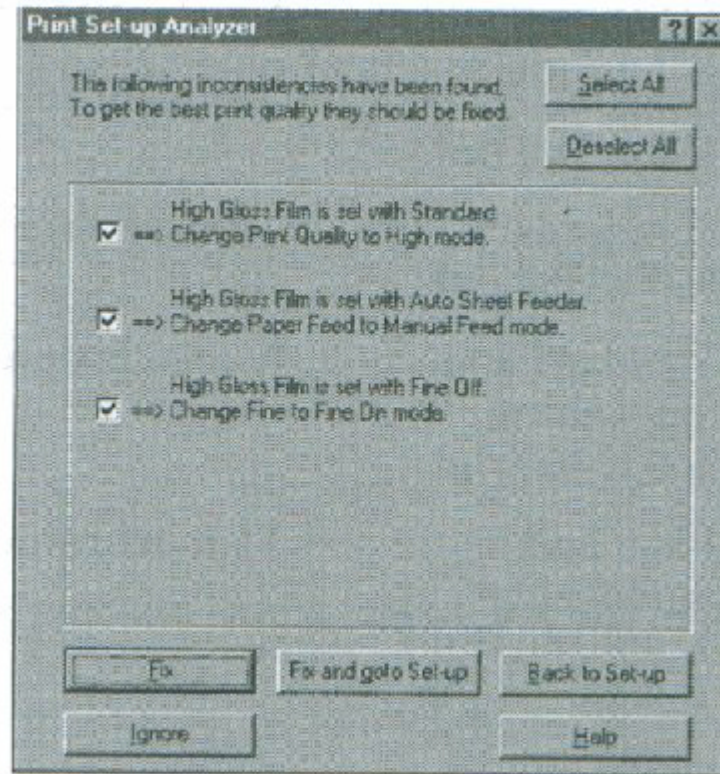 Print Set-up Analyzer
The following inconsistencies have been found.
To get the best print quality they should be fixed.
Select All
Deselect All
High Gloss Film is set with Standard.
==> Change Print Quality to High mode.
High Gloss Film is set with Auto Sheet Feeder.
==> Change Paper Feed to Manual Feed mode.
High Gloss Film is set with Fine Off.
==> Change Fine to Fine On mode.
Fix
Fix and goto Set-up
Back to Set-up
Ignore
Help